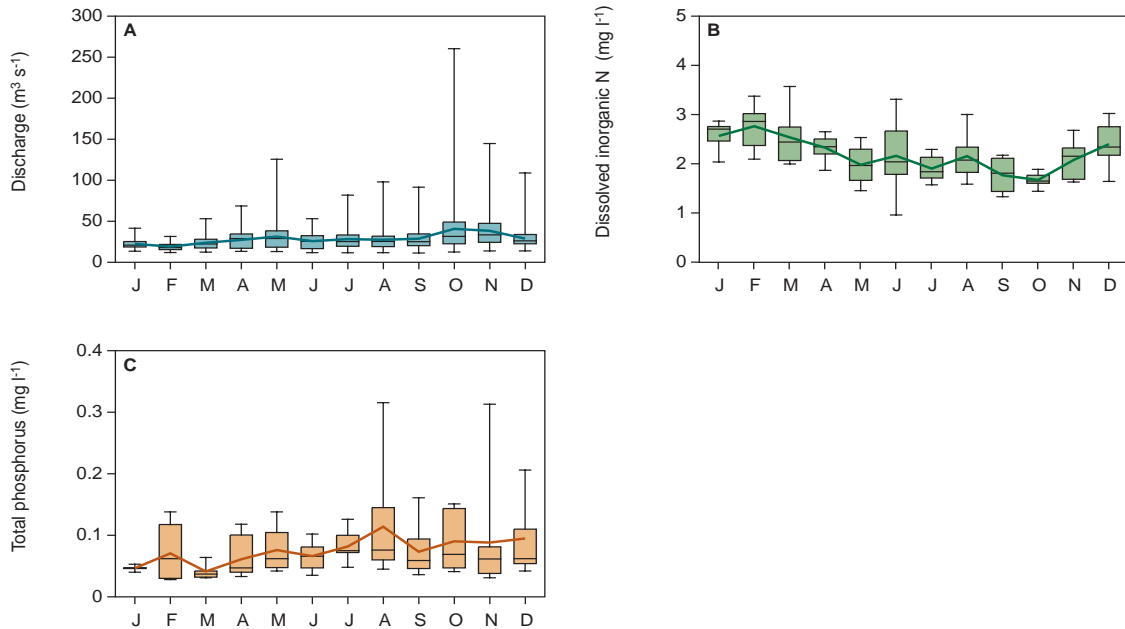 A
Discharge (m³ s⁻¹)
300
250
200
150
100
50
0
J F M A M J J A S O N D
B
Dissolved inorganic N (mg l⁻¹)
5
4
3
2
1
0
J F M A M J J A S O N D
C
Total phosphorus (mg l⁻¹)
0.4
0.3
0.2
0.1
0
J F M A M J J A S O N D